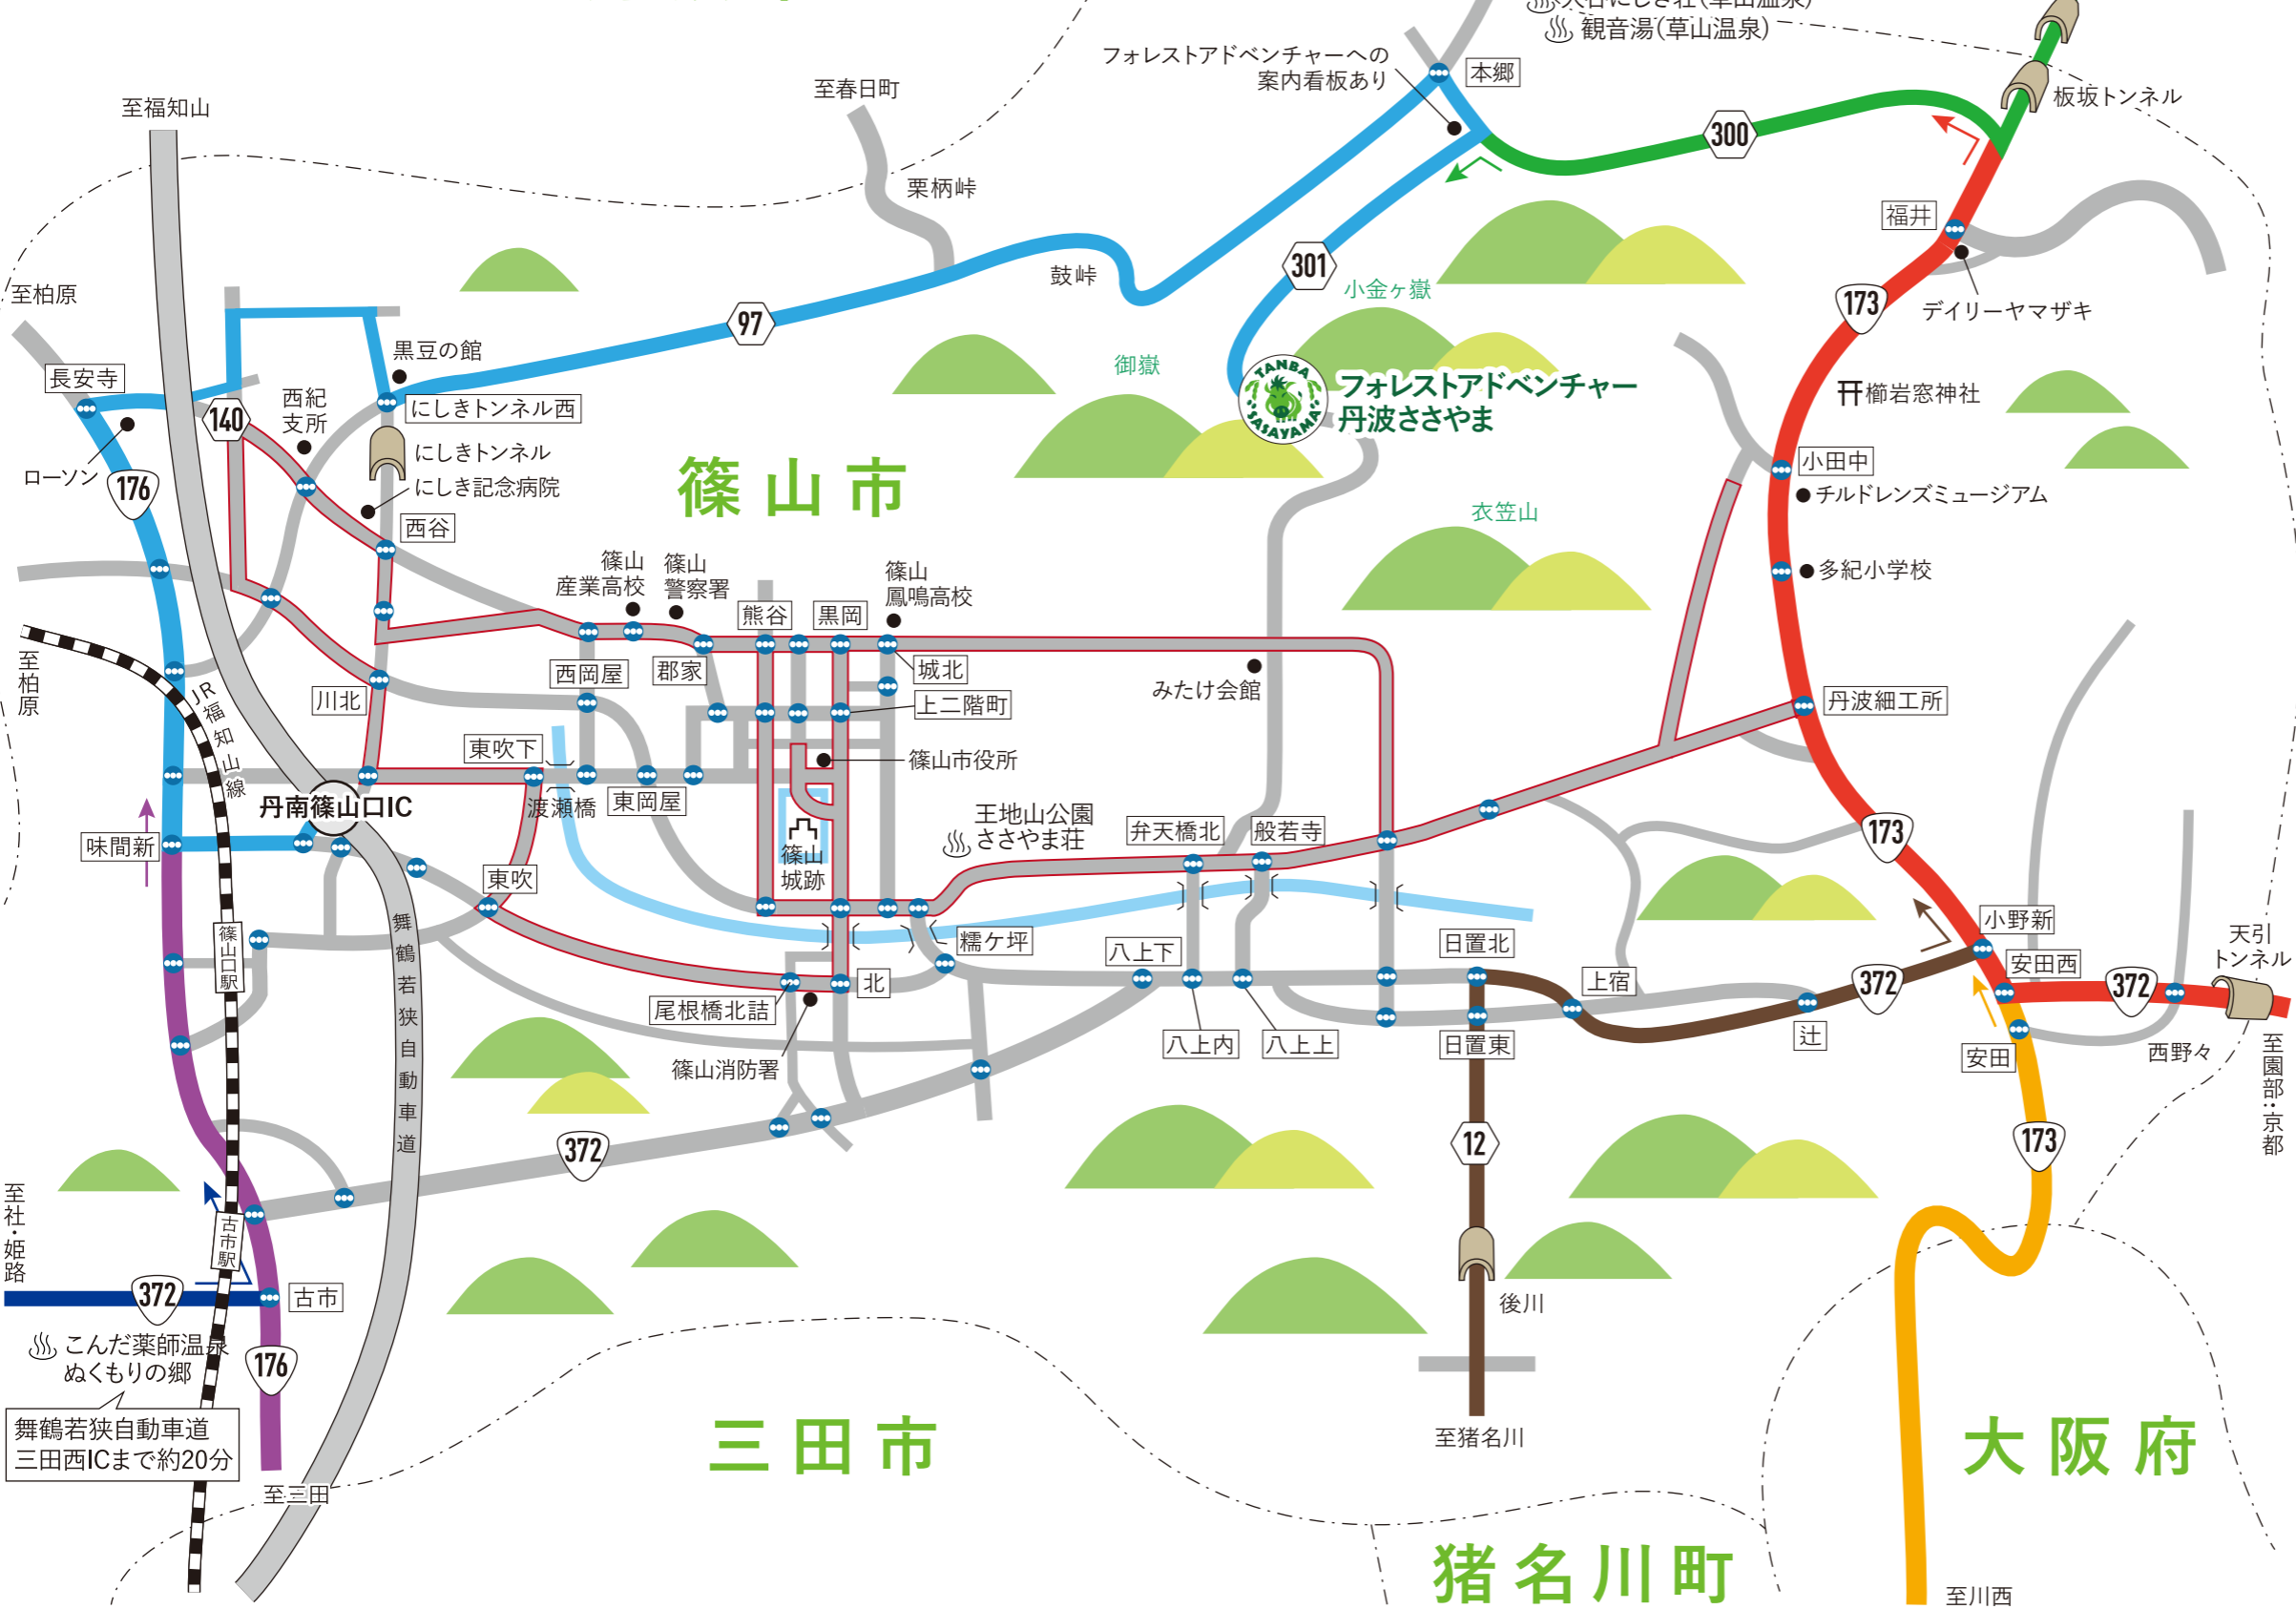 観音湯(草山温泉)
フォレストアドベンチャーへの
案内看板あり
本郷
至春日町
至福知山
板坂トンネル
300
栗柄峠
福井
301
鼓峠
小金ヶ嶽
173
デイリーヤマザキ
至柏原
97
黒豆の館
長安寺
西紀
支所
にしきトンネル西
御嶽
TANBA
SASAYAMA
フォレストアドベンチャー
丹波ささやま
櫛岩窓神社
140
にしきトンネル
ローソン
176
にしき記念病院
篠山市
小田中
チルドレンズミュージアム
西谷
衣笠山
篠山
産業高校
篠山
警察署
篠山
鳳鳴高校
多紀小学校
熊谷
黒岡
至柏原
JR福知山線
西岡屋
郡家
城北
みたけ会館
川北
上二階町
丹波細工所
東吹下
篠山市役所
渡瀬橋
東岡屋
丹南篠山口IC
王地山公園
ささやま荘
弁天橋北
般若寺
173
味間新
篠山
城跡
東吹
舞鶴若狭自動車道
篠山口駅
糯ケ坪
八上下
日置北
小野新
天引
トンネル
北
上宿
372
安田西
372
尾根橋北詰
八上内
八上上
日置東
辻
安田
西野々
至園部・京都
篠山消防署
372
12
173
至社・姫路
古市駅
372
古市
後川
こんだ薬師温泉
ぬくもりの郷
176
舞鶴若狭自動車道
三田西ICまで約20分
三田市
至猪名川
大阪府
至三田
猪名川町
至川西